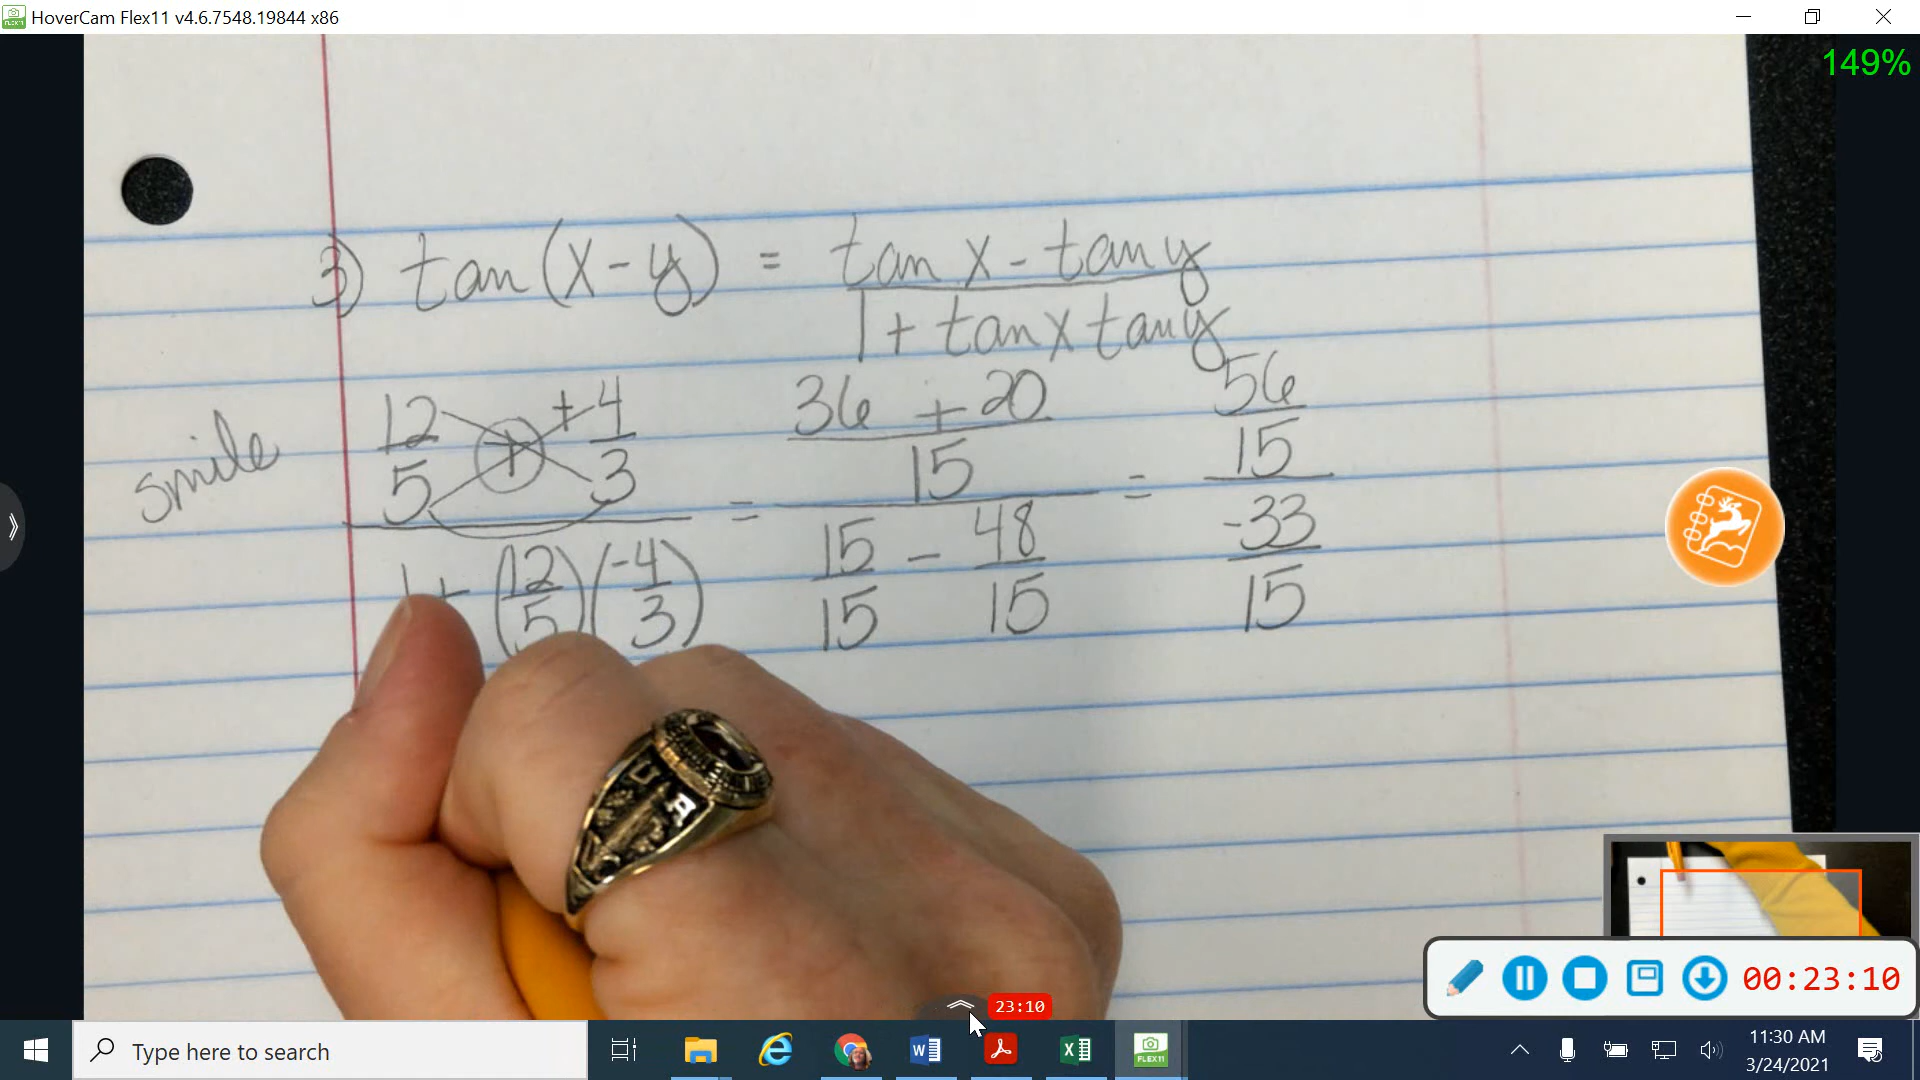 HoverCam Flex11 v4.6.7548.19844 x86
149%
3) tan(x-y) = tan x - tan y
1 + tan x tan y
smile
12 + 4 = 36 + 20 = 56
5 + 3 15 15
1 + (12/5)(-4/3) 15/15 - 48/15 -33/15
00:23:10
23:10
Type here to search
FLEX11
11:30 AM
3/24/2021